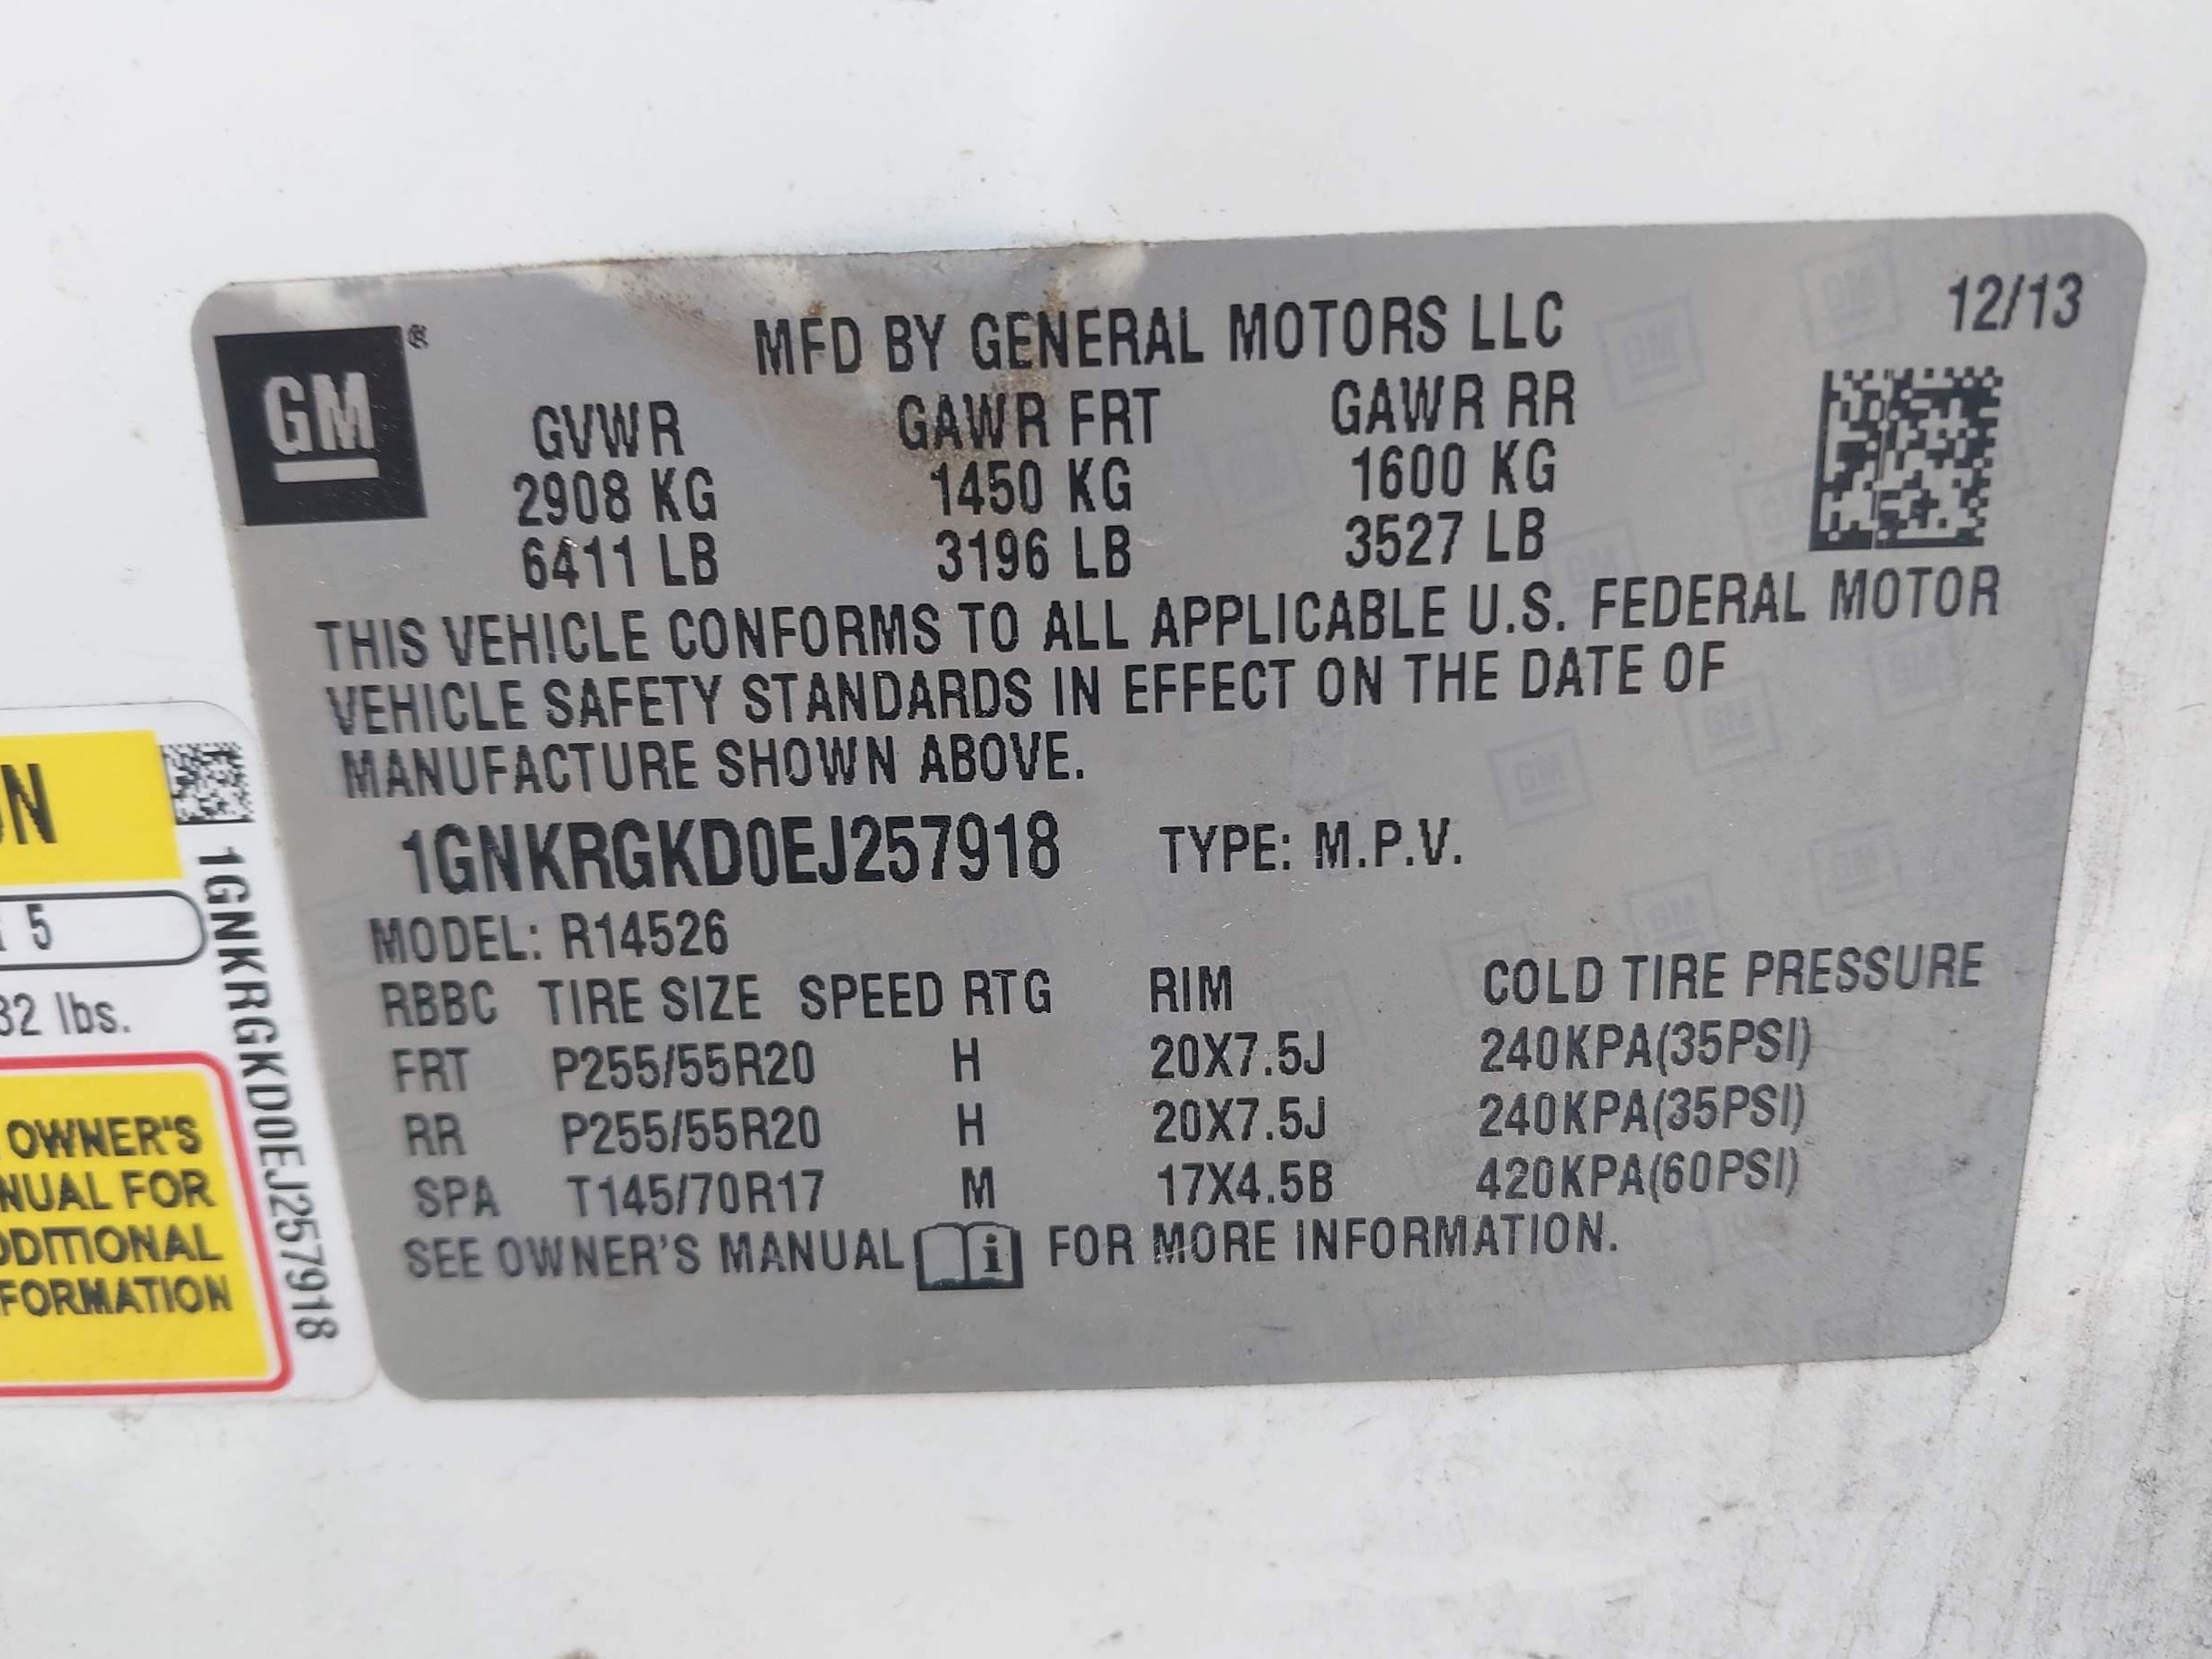 12/13
MFD BY GENERAL MOTORS LLC
GM®
GVWR GAWR FRT GAWR RR
2908 KG 1450 KG 1600 KG
6411 LB 3196 LB 3527 LB
THIS VEHICLE CONFORMS TO ALL APPLICABLE U.S. FEDERAL MOTOR
VEHICLE SAFETY STANDARDS IN EFFECT ON THE DATE OF
MANUFACTURE SHOWN ABOVE.
1GNKRGKD0EJ257918 TYPE: M.P.V.
MODEL: R14526
RBBC TIRE SIZE SPEED RTG RIM COLD TIRE PRESSURE
FRT P255/55R20 H 20X7.5J 240KPA(35PSI)
RR P255/55R20 H 20X7.5J 240KPA(35PSI)
SPA T145/70R17 M 17X4.5B 420KPA(60PSI)
SEE OWNER'S MANUAL i FOR MORE INFORMATION.
5
lbs.
OWNER'S
FOR
1GNKRGKD0EJ257918